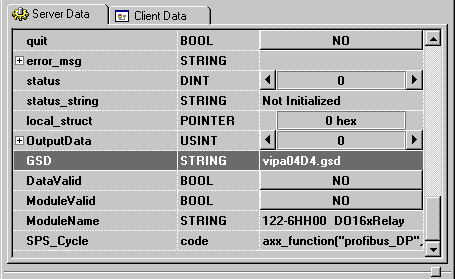 Server Data Client Data
quit BOOL NO
error_msg STRING
status DINT 0
status_string STRING Not Initialized
local_struct POINTER 0 hex
OutputData USINT 0
GSD STRING vipa04D4.gsd
DataValid BOOL NO
ModuleValid BOOL NO
ModuleName STRING 122-6HH00 DO16xRelay
SPS_Cycle code axx_function("profibus_DP",